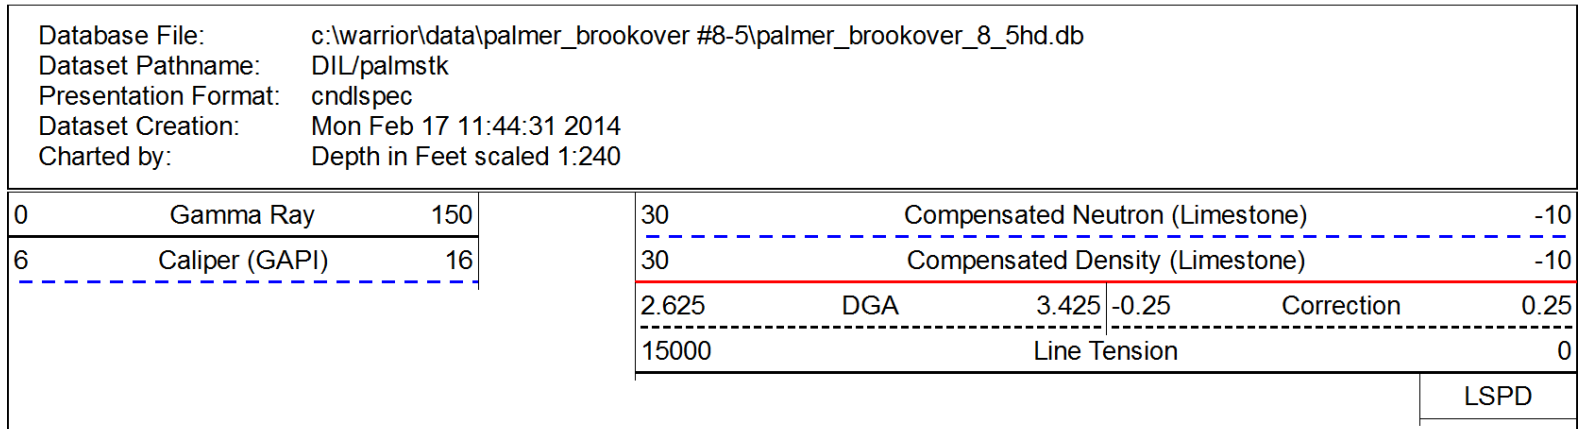 Database File: c:\warrior\data\palmer_brookover #8-5\palmer_brookover_8_5hd.db
Dataset Pathname: DIL/palmstk
Presentation Format: cndlspec
Dataset Creation: Mon Feb 17 11:44:31 2014
Charted by: Depth in Feet scaled 1:240
0 Gamma Ray 150 30 Compensated Neutron (Limestone) -10
6 Caliper (GAPI) 16 30 Compensated Density (Limestone) -10
2.625 DGA 3.425 -0.25 Correction 0.25
15000 Line Tension 0
LSPD